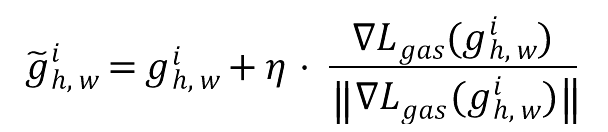 g̃ⁱ_{h, w} = gⁱ_{h, w} + η · ∇L_{gas}(gⁱ_{h, w}) / ‖∇L_{gas}(gⁱ_{h, w})‖